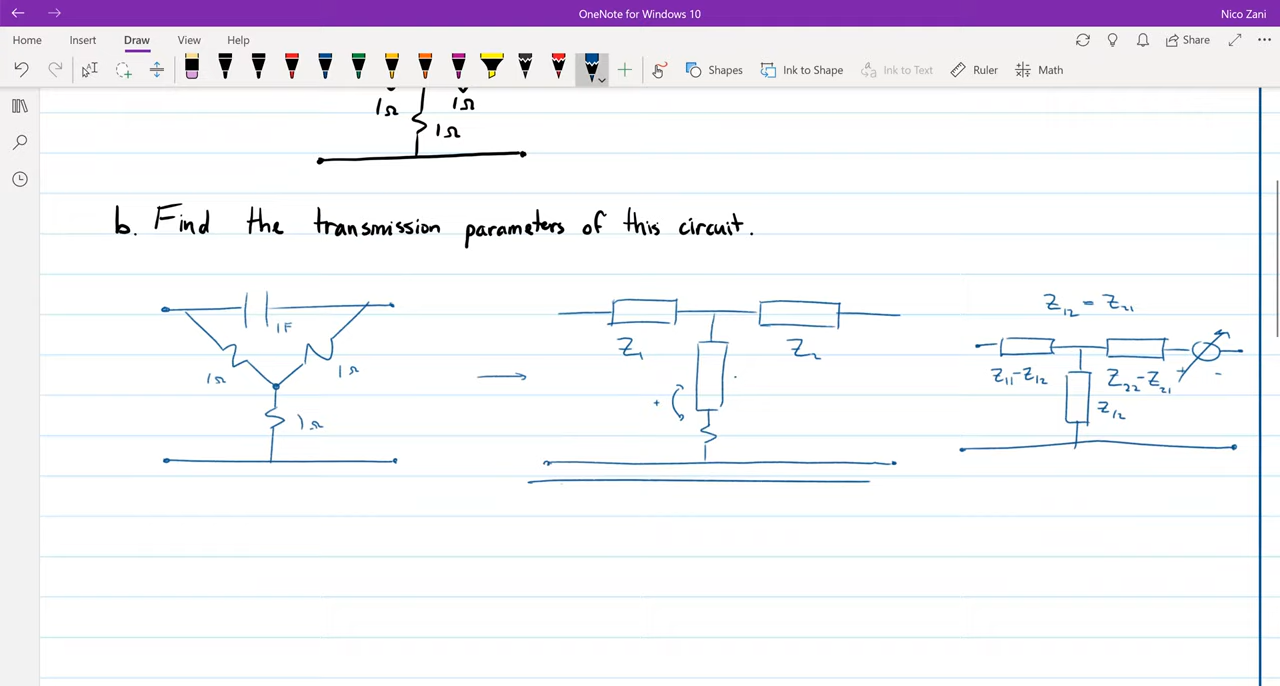 OneNote for Windows 10
Nico Zani
Home Insert Draw View Help
Share
Shapes
Ink to Shape
Ink to Text
Ruler
Math
1Ω
1Ω
1Ω
b. Find the transmission parameters of this circuit.
1F
1Ω
1Ω
1Ω
Z₁
Z₂
+
Z₁₂ = Z₂₁
Z₁₁-Z₁₂
Z₂₂-Z₂₁
+ -
Z₁₂